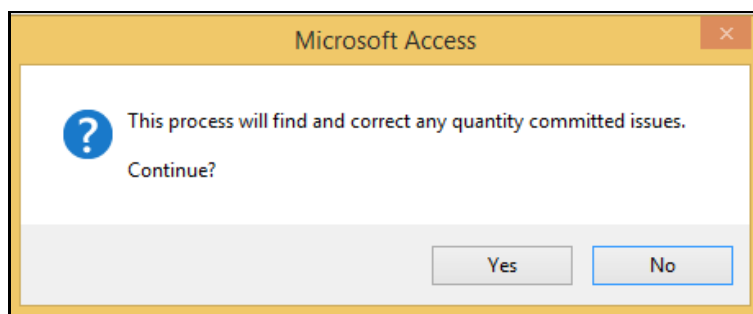 Microsoft Access
This process will find and correct any quantity committed issues.
Continue?
Yes No